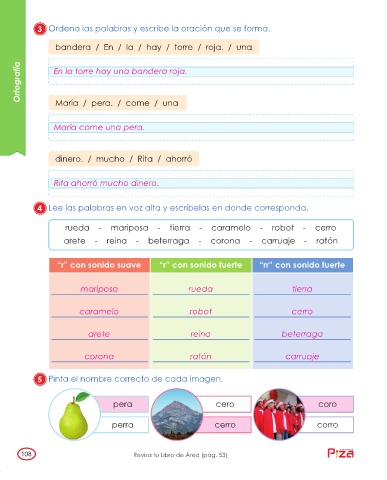 Ortografía
3 Ordena las palabras y escribe la oración que se forma.
bandera / En / la / hay / torre / roja. / una
En la torre hay una bandera roja.
María / pera. / come / una
María come una pera.
dinero. / mucho / Rita / ahorró
Rita ahorró mucho dinero.
4 Lee las palabras en voz alta y escríbelas en donde corresponda.
rueda - mariposa - tierra - caramelo - robot - cerro
arete - reina - beterraga - corona - carruaje - ratón
“r” con sonido suave “r” con sonido fuerte “rr” con sonido fuerte
mariposa rueda tierra
caramelo robot cerro
arete reina beterraga
corona ratón carruaje
5 Pinta el nombre correcto de cada imagen.
pera cero coro
perra cerro corro
108 Revisa tu Libro de Área (pág. 53) Pizá